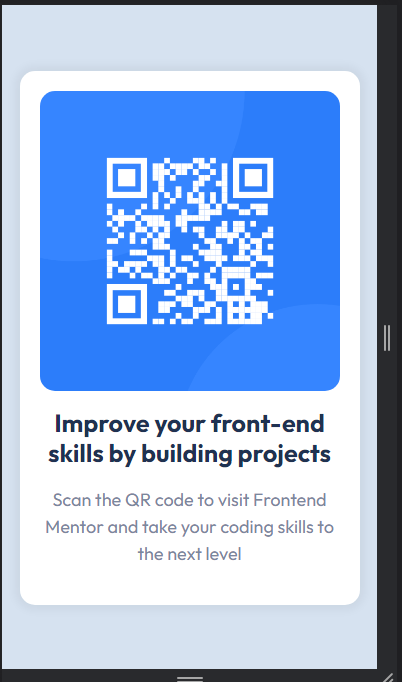 Improve your front-end
skills by building projects
Scan the QR code to visit Frontend
Mentor and take your coding skills to
the next level